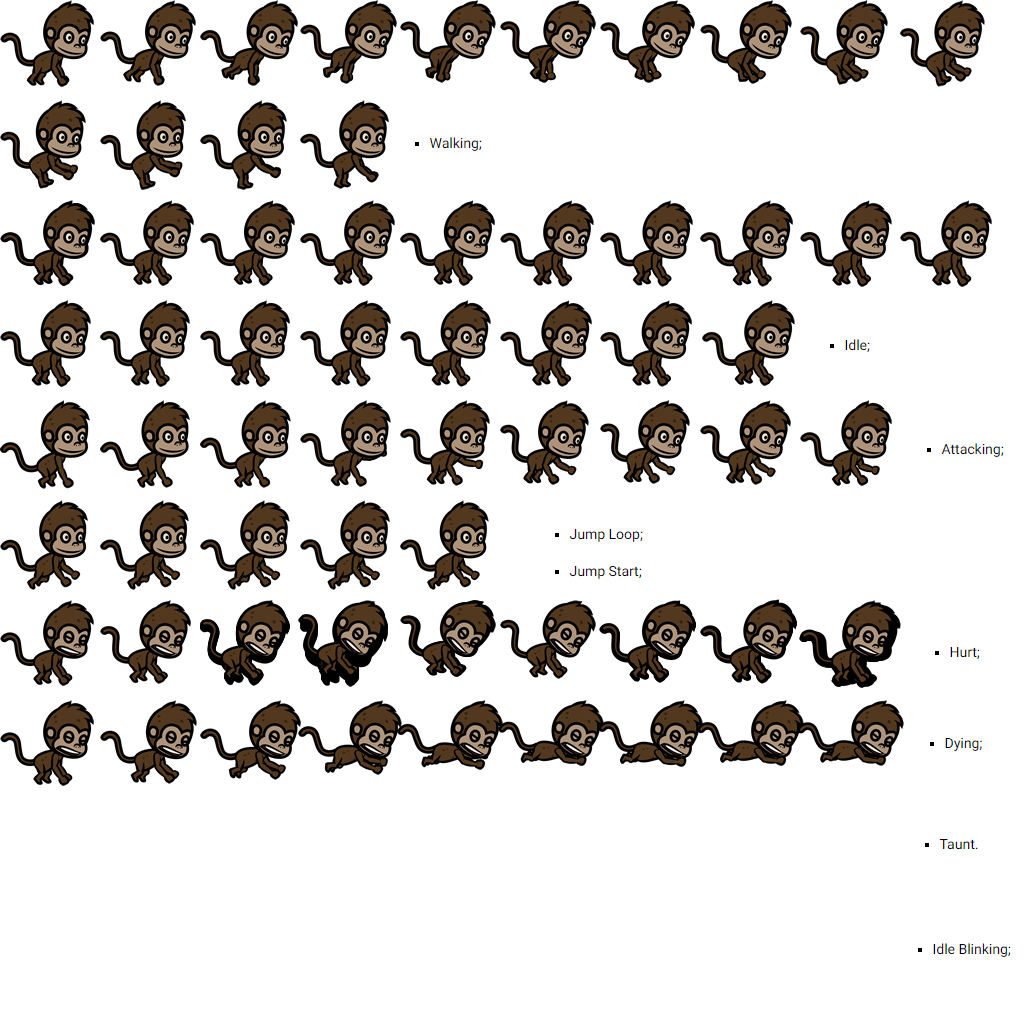 ▪ Walking;
▪ Idle;
▪ Attacking;
▪ Jump Loop;
▪ Jump Start;
▪ Hurt;
▪ Dying;
▪ Taunt.
▪ Idle Blinking;